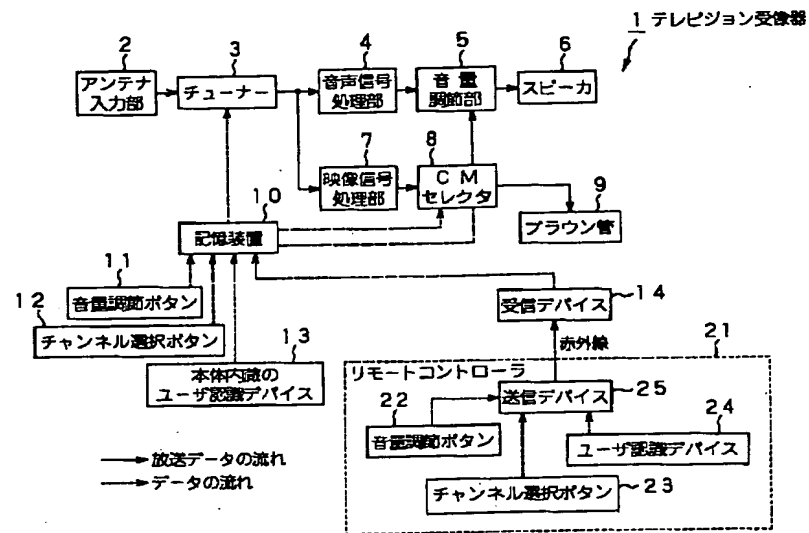 1 テレビジョン受像器
2
アンテナ
入力部
3
チューナー
4
音声信号
処理部
5
音量
調節部
6
スピーカ
7
映像信号
処理部
8
CM
セレクタ
9
ブラウン管
10
記憶装置
11
音量調節ボタン
12
チャンネル選択ボタン
13
本体内蔵の
ユーザ認識デバイス
14
受信デバイス
赤外線
21
リモートコントローラ
25
送信デバイス
22
音量調節ボタン
24
ユーザ認識デバイス
23
チャンネル選択ボタン
放送データの流れ
データの流れ